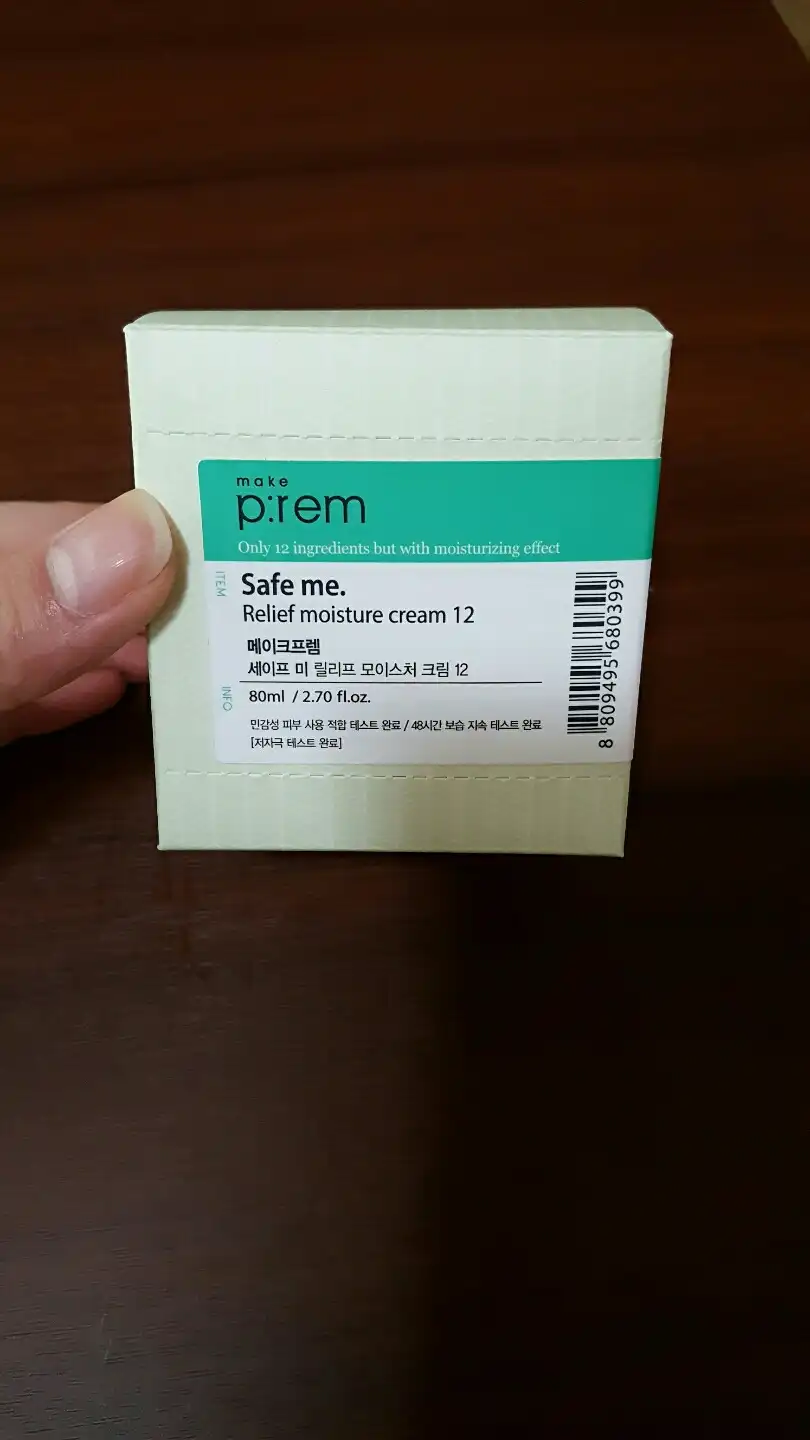 make
p:rem
Only 12 ingredients but with moisturizing effect
ITEM
Safe me.
Relief moisture cream 12
메이크프렘
세이프 미 릴리프 모이스처 크림 12
INFO
80ml / 2.70 fl.oz.
민감성 피부 사용 적합 테스트 완료 / 48시간 보습 지속 테스트 완료
[저자극 테스트 완료]
8 809495 680399